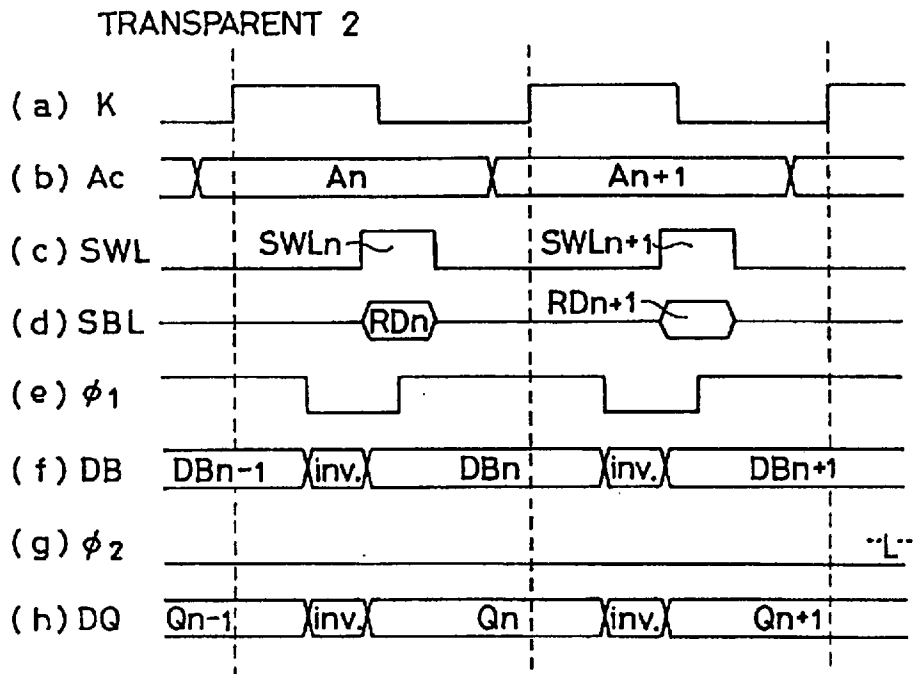 TRANSPARENT 2
(a) K
(b) Ac An An+1
(c) SWL SWLn SWLn+1
(d) SBL RDn RDn+1
(e) ϕ1
(f) DB DBn-1 inv. DBn inv. DBn+1
(g) ϕ2 "L"
(h) DQ Qn-1 inv. Qn inv. Qn+1